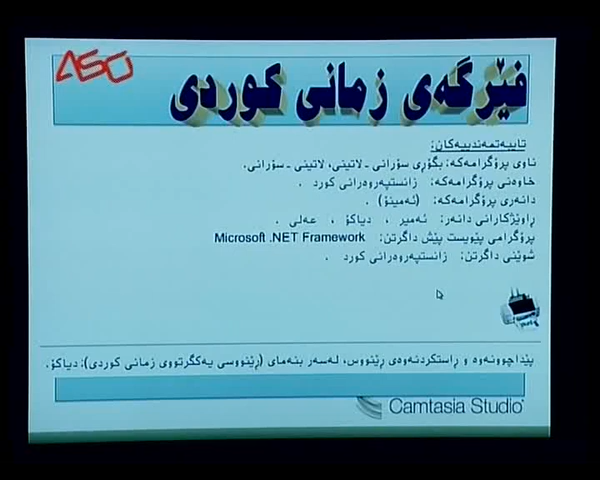 ASO
فێرگەی زمانی کوردی
تایبەتمەندییەکان:
ناوی پرۆگرامەکە: بگۆڕی سۆرانی ـ لاتینی، لاتینی ـ سۆرانی.
خاوەنی پرۆگرامەکە: زانستپەروەرانی کورد .
دانەری پرۆگرامەکە: (ئەمینۆ) .
ڕاوێژکارانی دانەر: ئەمیر ، دیاکۆ ، عەلی .
پرۆگرامی پێویست پێش داگرتن: Microsoft .NET Framework
شوێنی داگرتن: زانستپەروەرانی کورد .
پێداچوونەوە و ڕاستکردنەوەی ڕێنووس، لەسەر بنەمای (ڕێنووسی یەکگرتووی زمانی کوردی): دیاکۆ.
Camtasia Studio